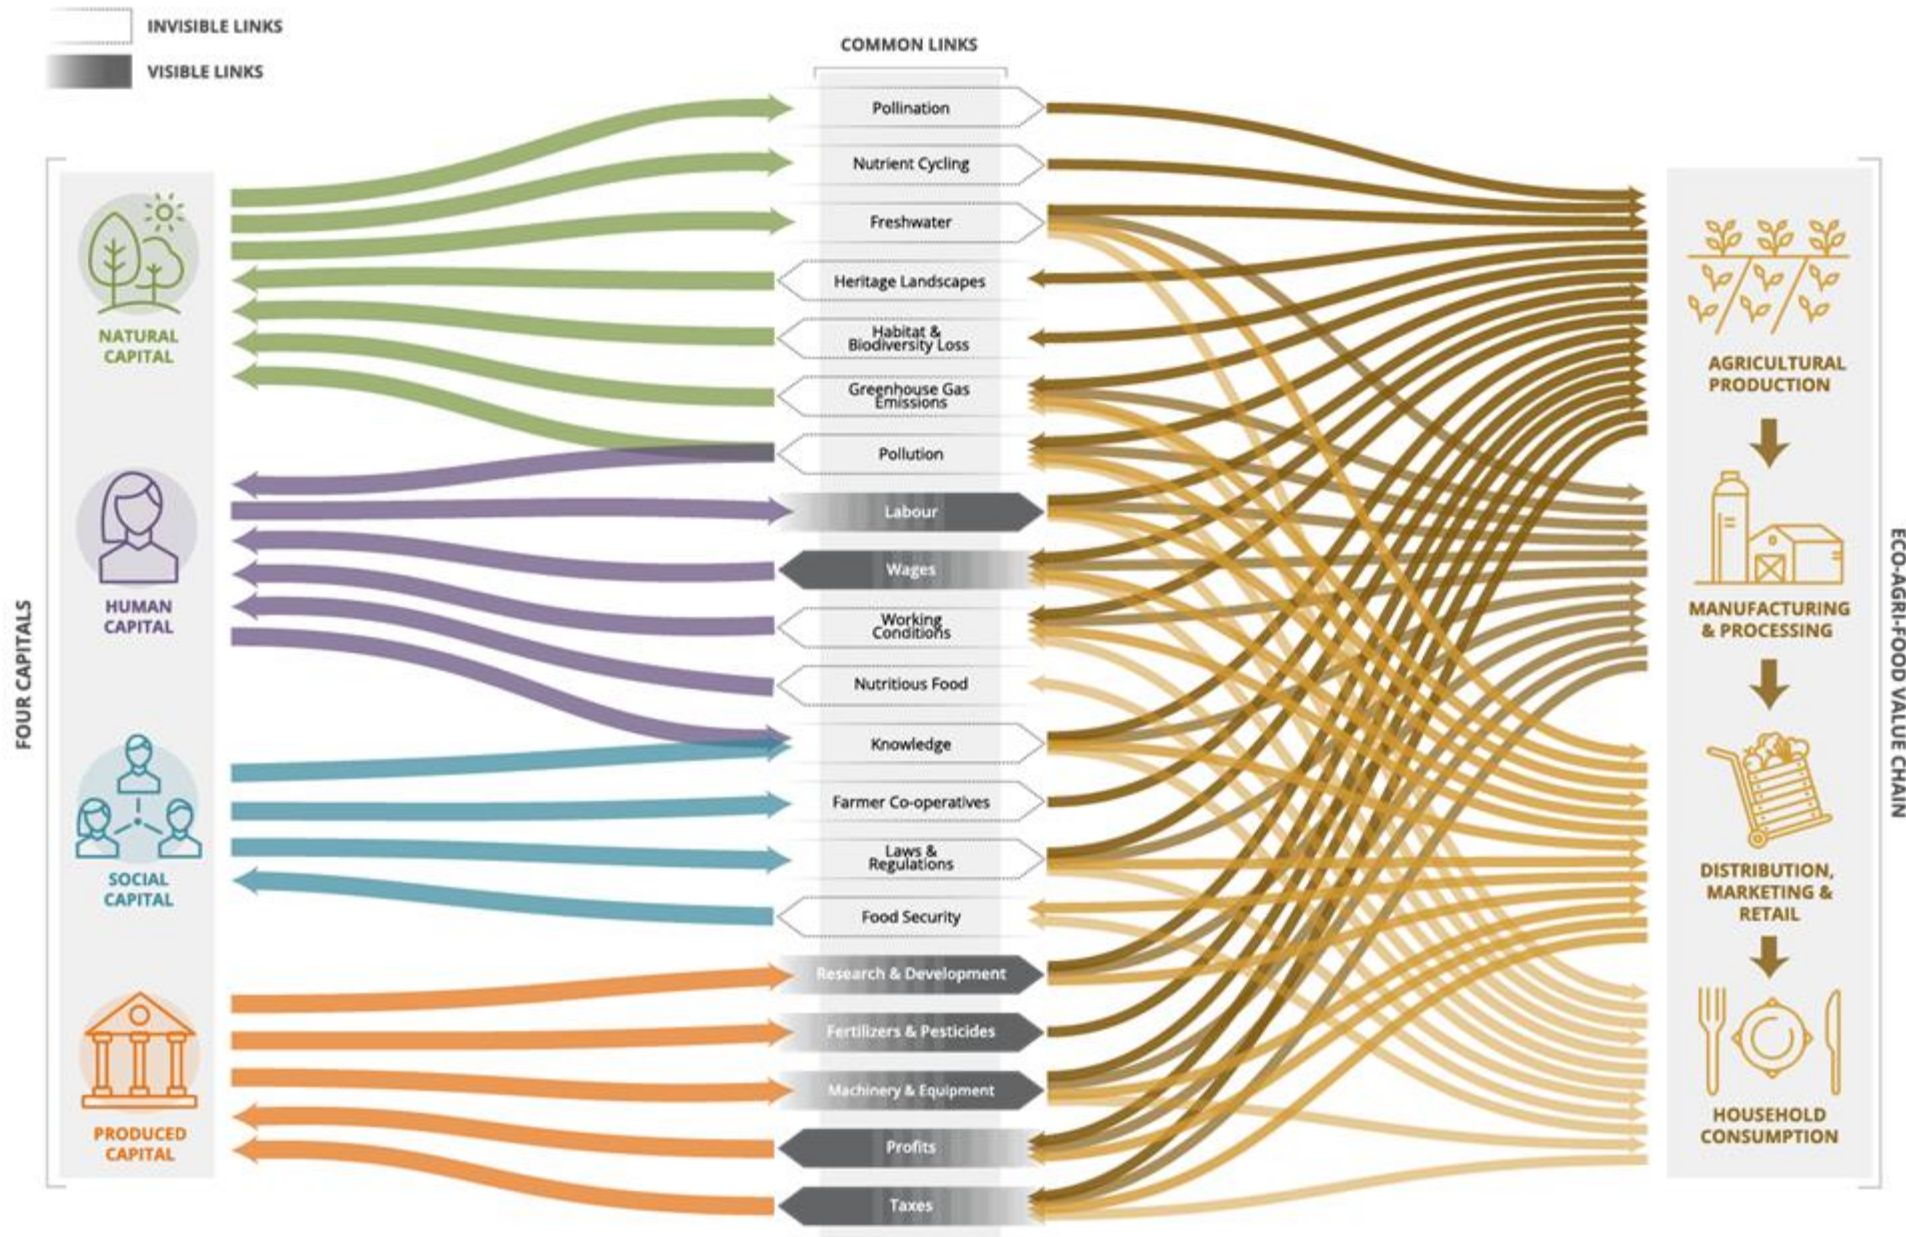 INVISIBLE LINKS
VISIBLE LINKS
COMMON LINKS
Pollination
Nutrient Cycling
Freshwater
Heritage Landscapes
Habitat &
Biodiversity Loss
Greenhouse Gas
Emissions
Pollution
Labour
Wages
Working
Conditions
Nutritious Food
Knowledge
Farmer Co-operatives
Laws &
Regulations
Food Security
Research & Development
Fertilizers & Pesticides
Machinery & Equipment
Profits
Taxes
FOUR CAPITALS
NATURAL
CAPITAL
HUMAN
CAPITAL
SOCIAL
CAPITAL
PRODUCED
CAPITAL
AGRICULTURAL
PRODUCTION
MANUFACTURING
& PROCESSING
DISTRIBUTION,
MARKETING &
RETAIL
HOUSEHOLD
CONSUMPTION
ECO-AGRI-FOOD VALUE CHAIN